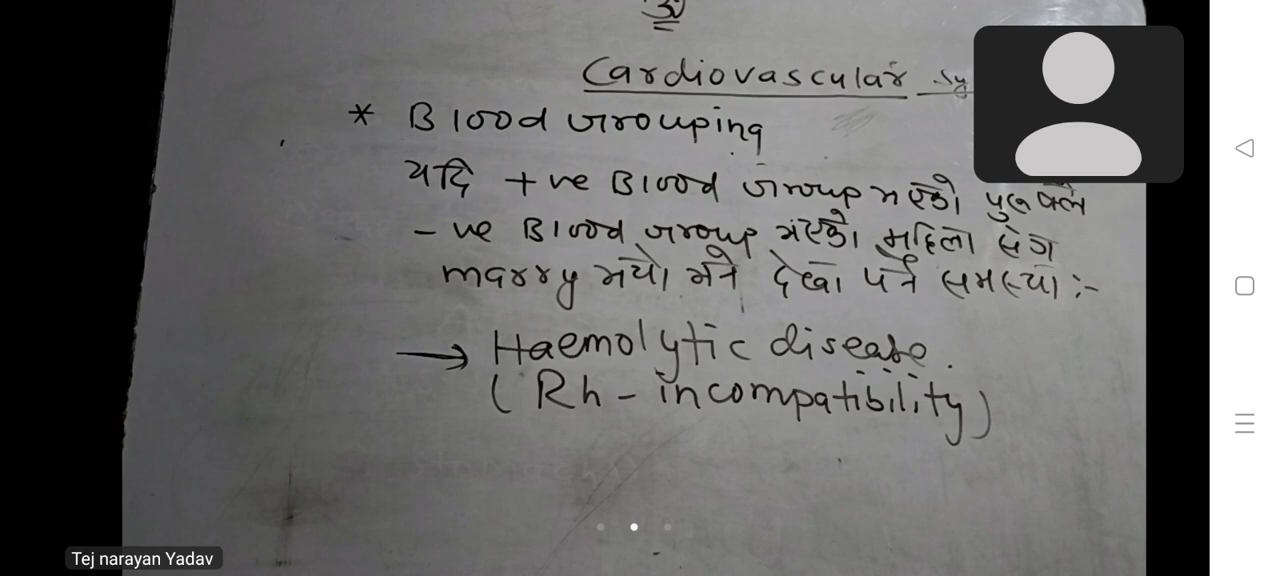 ॐ
Cardiovascular Sy
* Blood Grouping
यदि +ve Blood Group भएको पुरुषले
-ve Blood Group भएको महिला संग
marry भयो भने देखा पर्ने समस्या :-
→ Haemolytic disease.
( Rh - incompatibility )
Tej narayan Yadav